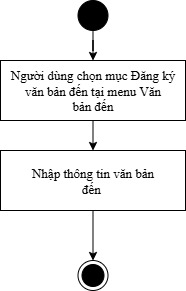 Người dùng chọn mục Đăng ký
văn bản đến tại menu Văn
bản đến
Nhập thông tin văn bản
đến